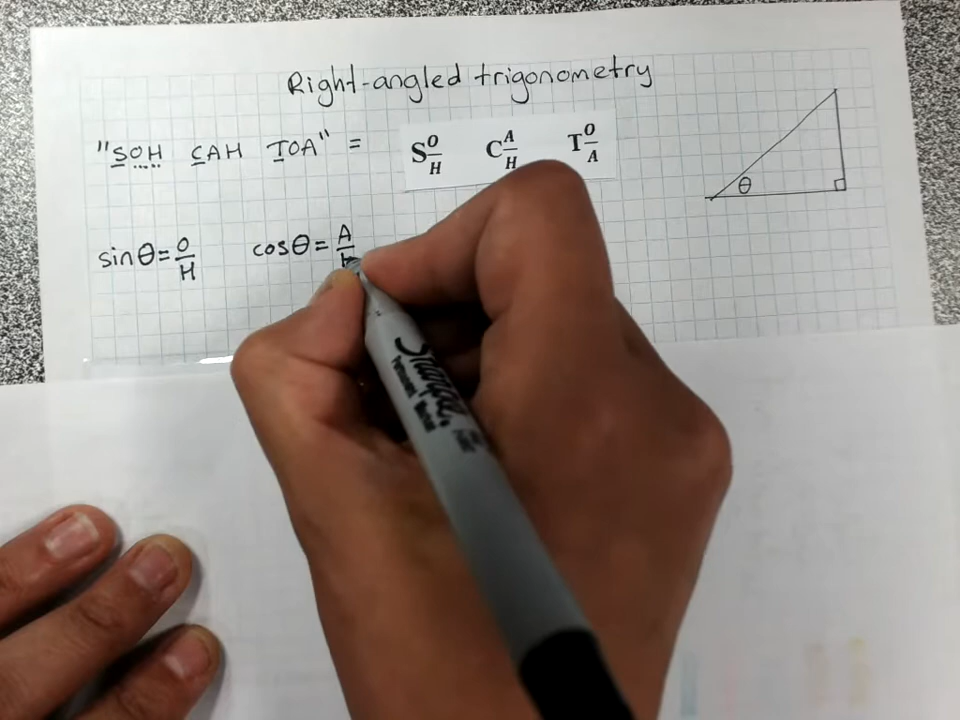 Right-angled trigonometry
"SOH CAH TOA" = S O/H C A/H T O/A
θ
sinθ = O/H cosθ = A/
Sharpie